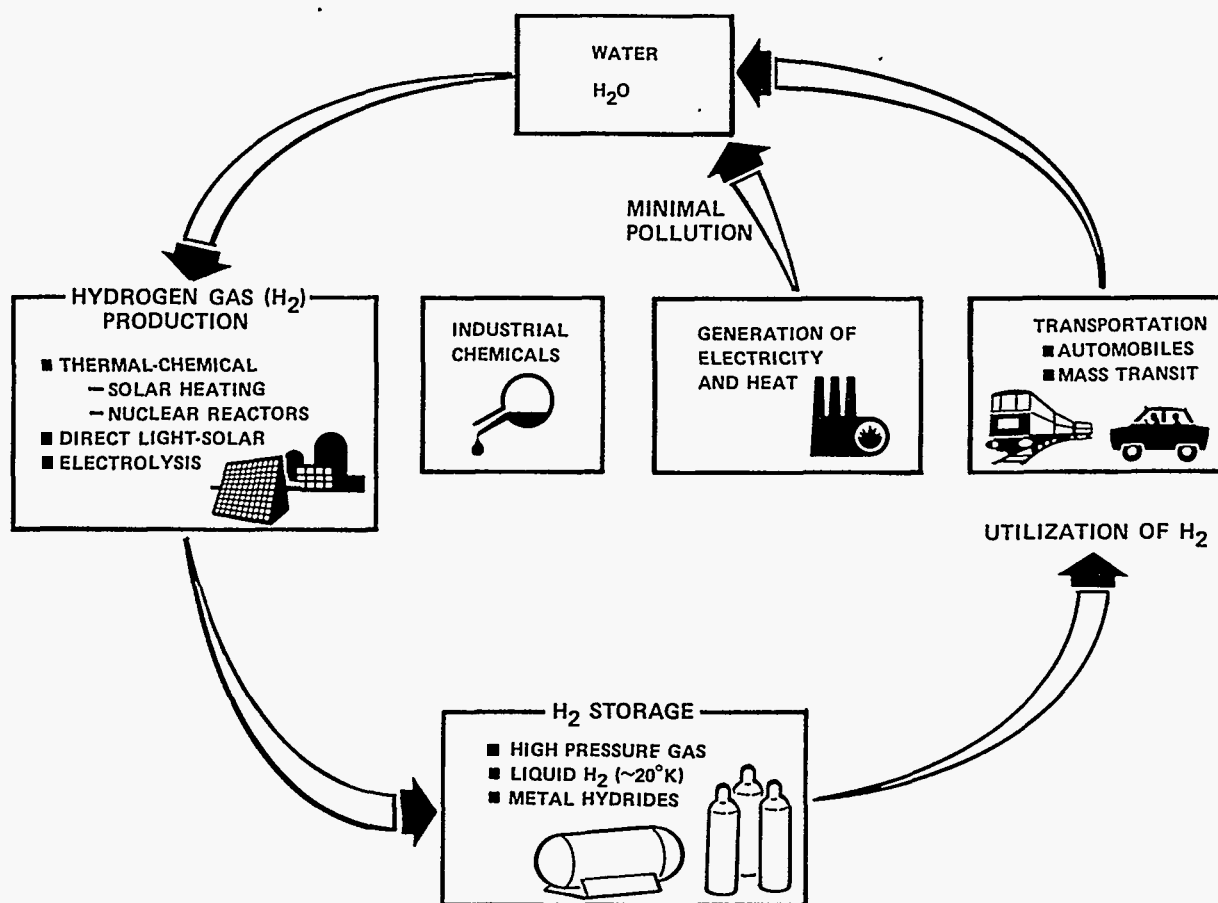 WATER
H₂O
MINIMAL
POLLUTION
HYDROGEN GAS (H₂)
PRODUCTION
■ THERMAL-CHEMICAL
– SOLAR HEATING
– NUCLEAR REACTORS
■ DIRECT LIGHT-SOLAR
■ ELECTROLYSIS
INDUSTRIAL
CHEMICALS
GENERATION OF
ELECTRICITY
AND HEAT
TRANSPORTATION
■ AUTOMOBILES
■ MASS TRANSIT
UTILIZATION OF H₂
H₂ STORAGE
■ HIGH PRESSURE GAS
■ LIQUID H₂ (~20°K)
■ METAL HYDRIDES